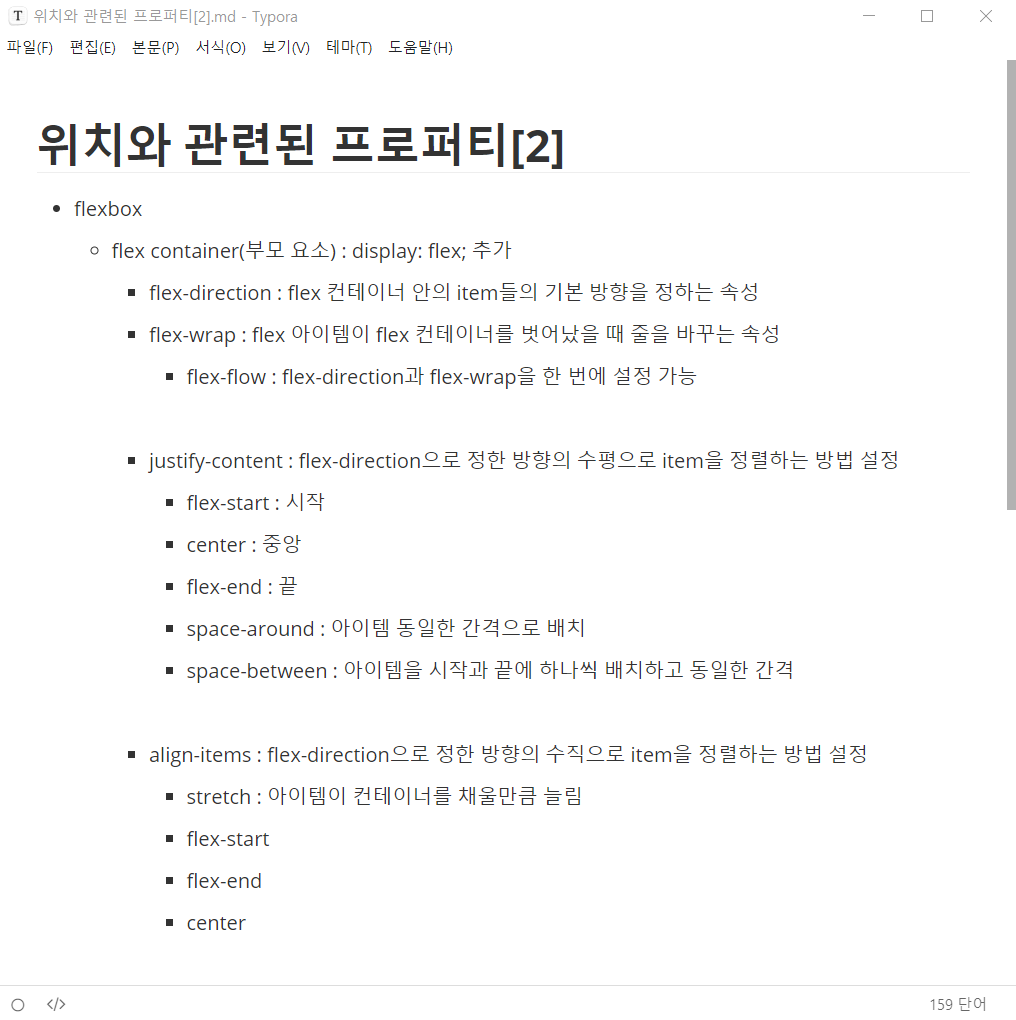 T 위치와 관련된 프로퍼티[2].md - Typora
파일(F) 편집(E) 본문(P) 서식(O) 보기(V) 테마(T) 도움말(H)
위치와 관련된 프로퍼티[2]
flexbox
flex container(부모 요소) : display: flex; 추가
flex-direction : flex 컨테이너 안의 item들의 기본 방향을 정하는 속성
flex-wrap : flex 아이템이 flex 컨테이너를 벗어났을 때 줄을 바꾸는 속성
flex-flow : flex-direction과 flex-wrap을 한 번에 설정 가능
justify-content : flex-direction으로 정한 방향의 수평으로 item을 정렬하는 방법 설정
flex-start : 시작
center : 중앙
flex-end : 끝
space-around : 아이템 동일한 간격으로 배치
space-between : 아이템을 시작과 끝에 하나씩 배치하고 동일한 간격
align-items : flex-direction으로 정한 방향의 수직으로 item을 정렬하는 방법 설정
stretch : 아이템이 컨테이너를 채울만큼 늘림
flex-start
flex-end
center
</> 159 단어